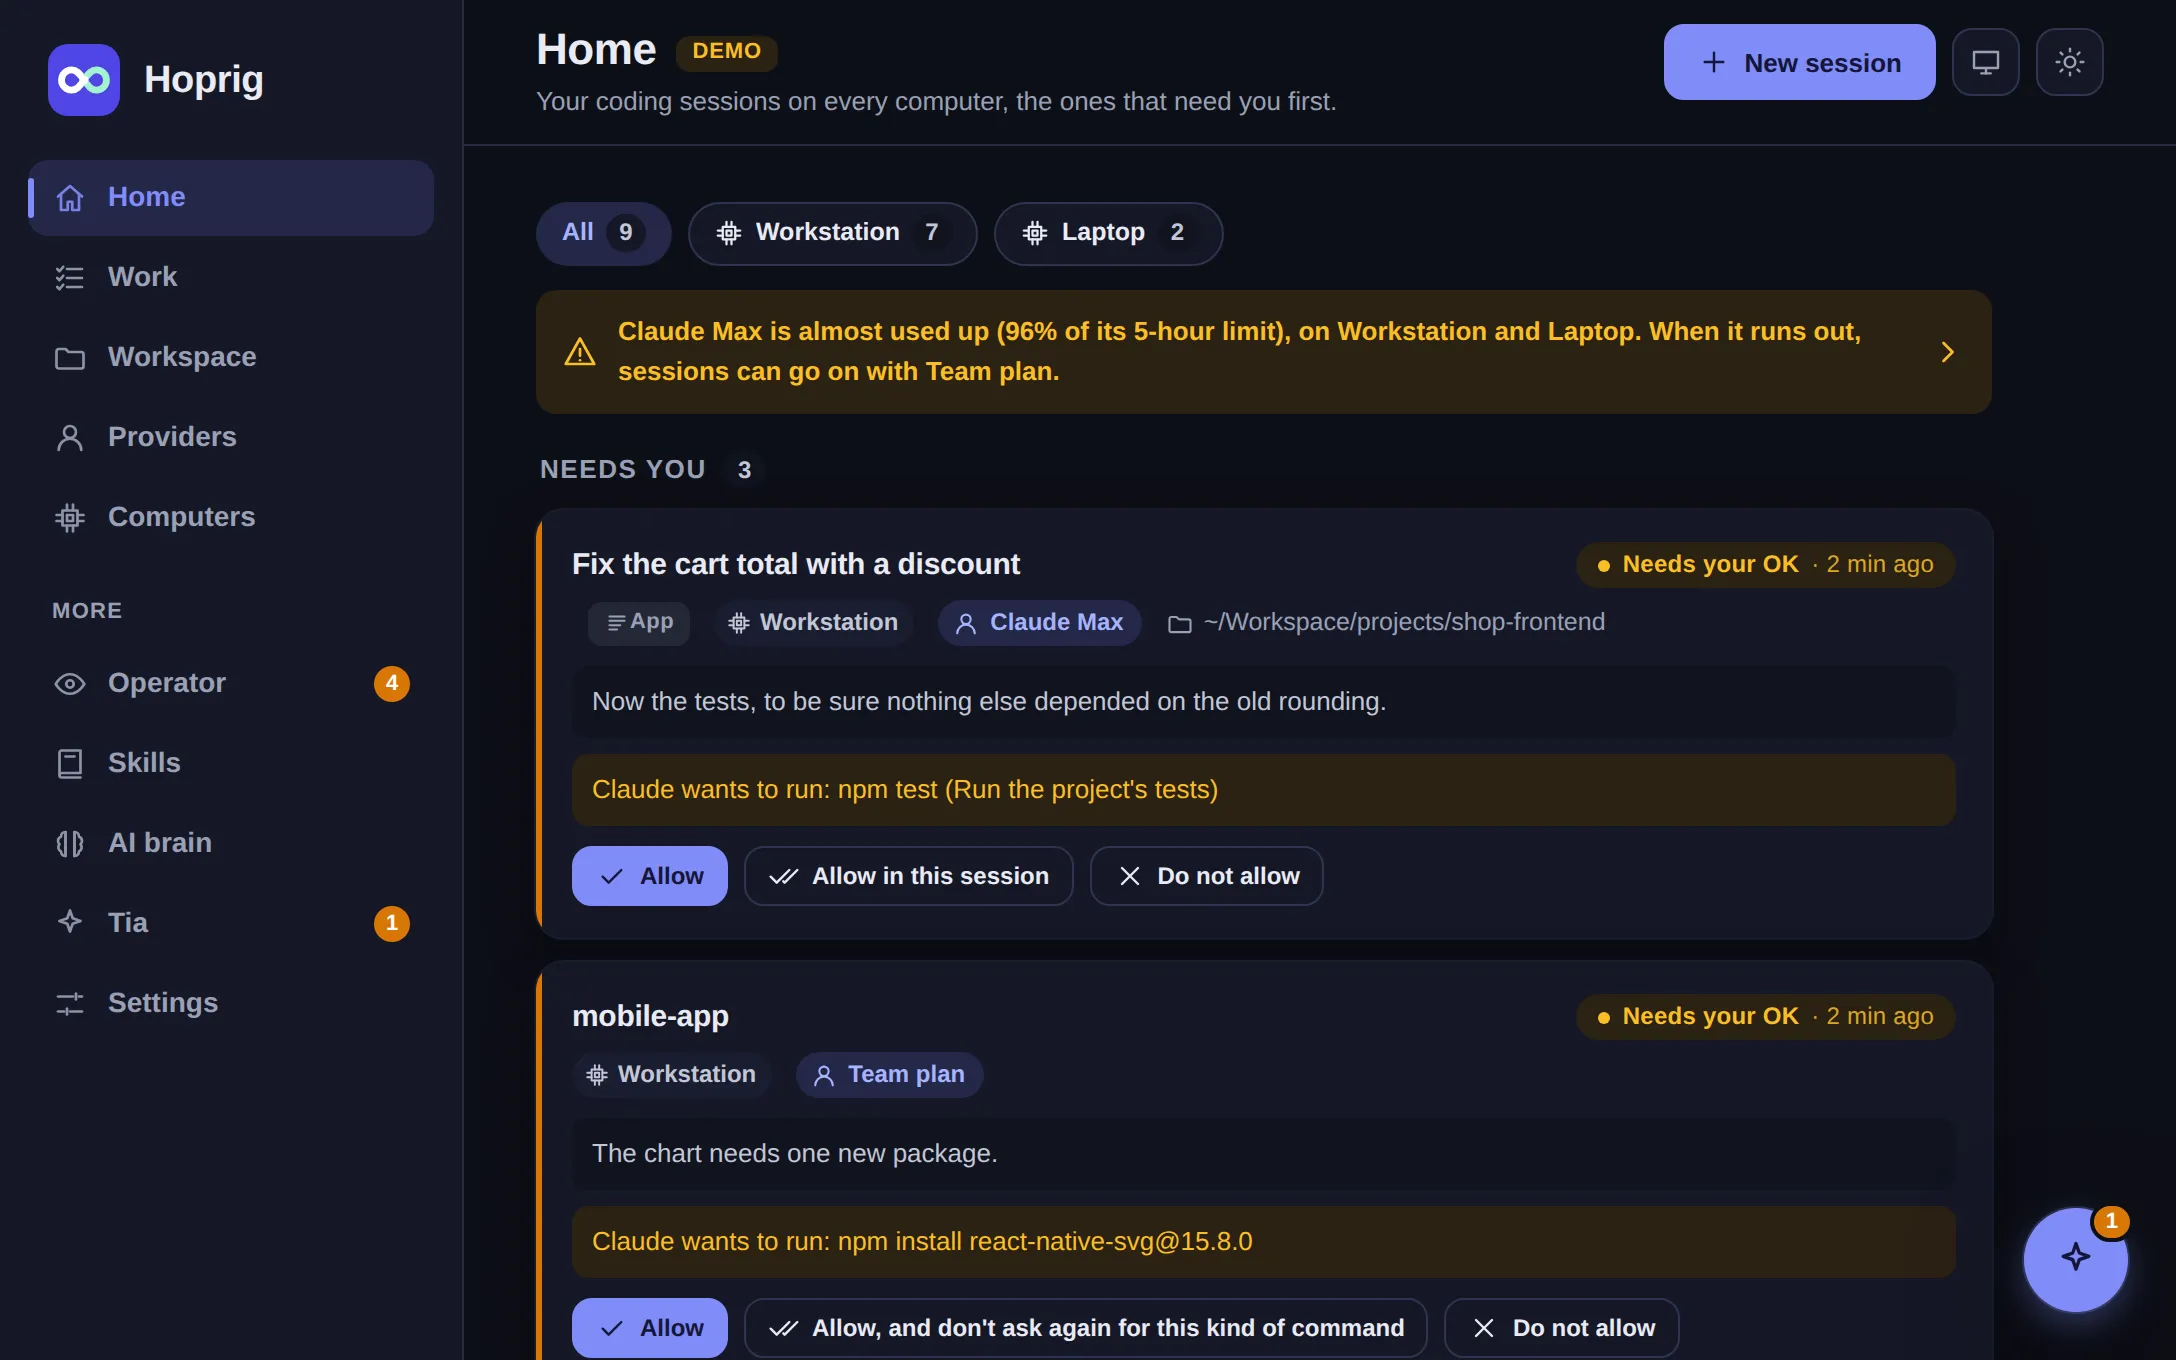 Hoprig
Home
Work
Workspace
Providers
Computers
MORE
Operator 4
Skills
AI brain
Tia 1
Settings
Home DEMO
Your coding sessions on every computer, the ones that need you first.
New session
All 9 Workstation 7 Laptop 2
Claude Max is almost used up (96% of its 5-hour limit), on Workstation and Laptop. When it runs out,
sessions can go on with Team plan.
NEEDS YOU 3
Fix the cart total with a discount
Needs your OK · 2 min ago
App Workstation Claude Max ~/Workspace/projects/shop-frontend
Now the tests, to be sure nothing else depended on the old rounding.
Claude wants to run: npm test (Run the project's tests)
Allow Allow in this session Do not allow
mobile-app
Needs your OK · 2 min ago
Workstation Team plan
The chart needs one new package.
Claude wants to run: npm install react-native-svg@15.8.0
Allow Allow, and don't ask again for this kind of command Do not allow
1